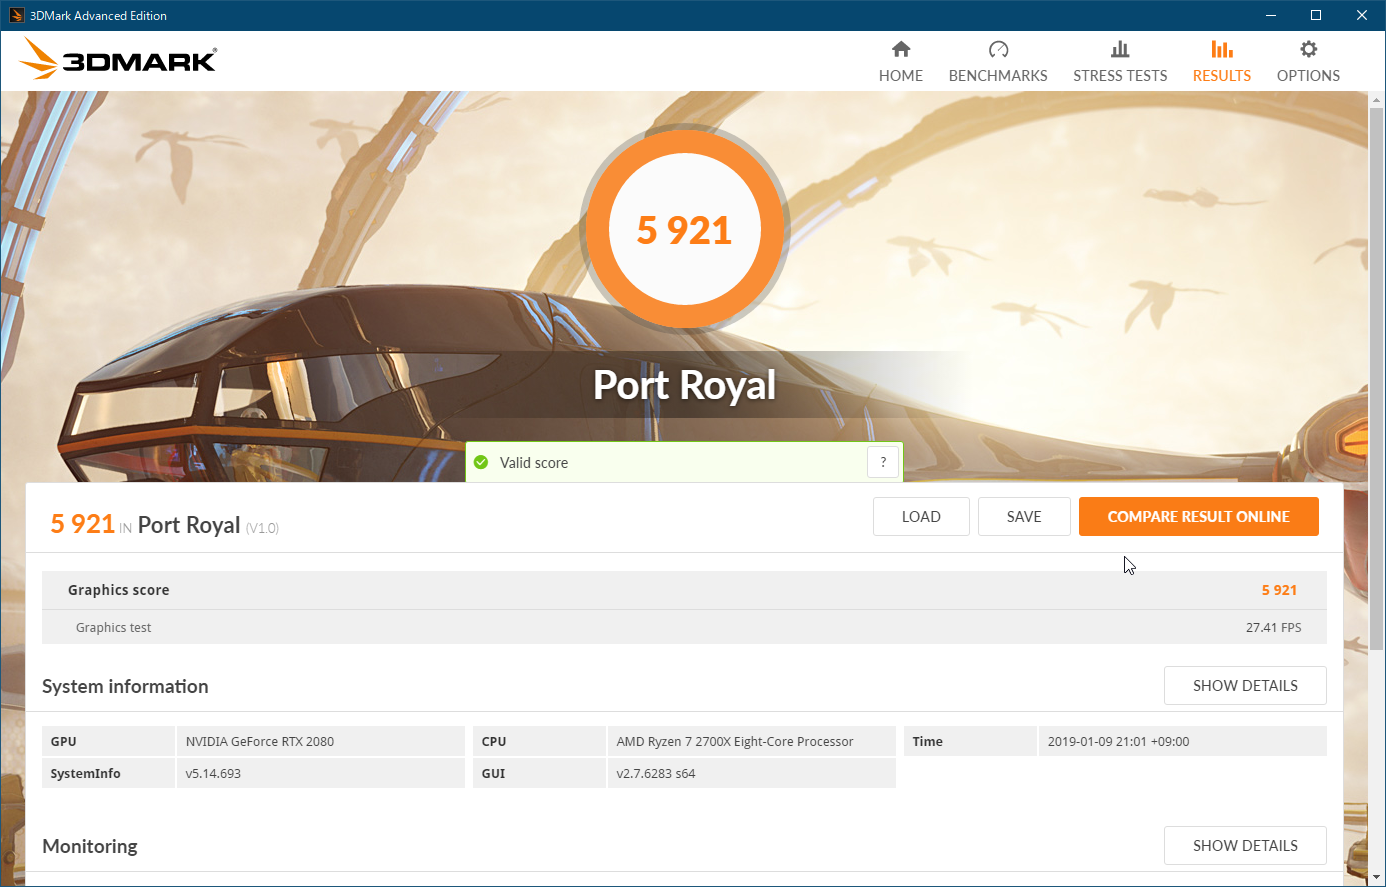 3DMark Advanced Edition
3DMARK®
HOME
BENCHMARKS
STRESS TESTS
RESULTS
OPTIONS
5 921
Port Royal
Valid score
?
5 921 IN Port Royal (V1.0)
LOAD
SAVE
COMPARE RESULT ONLINE
Graphics score 5 921
Graphics test 27.41 FPS
System information
SHOW DETAILS
GPU NVIDIA GeForce RTX 2080 CPU AMD Ryzen 7 2700X Eight-Core Processor Time 2019-01-09 21:01 +09:00
SystemInfo v5.14.693 GUI v2.7.6283 s64
Monitoring
SHOW DETAILS